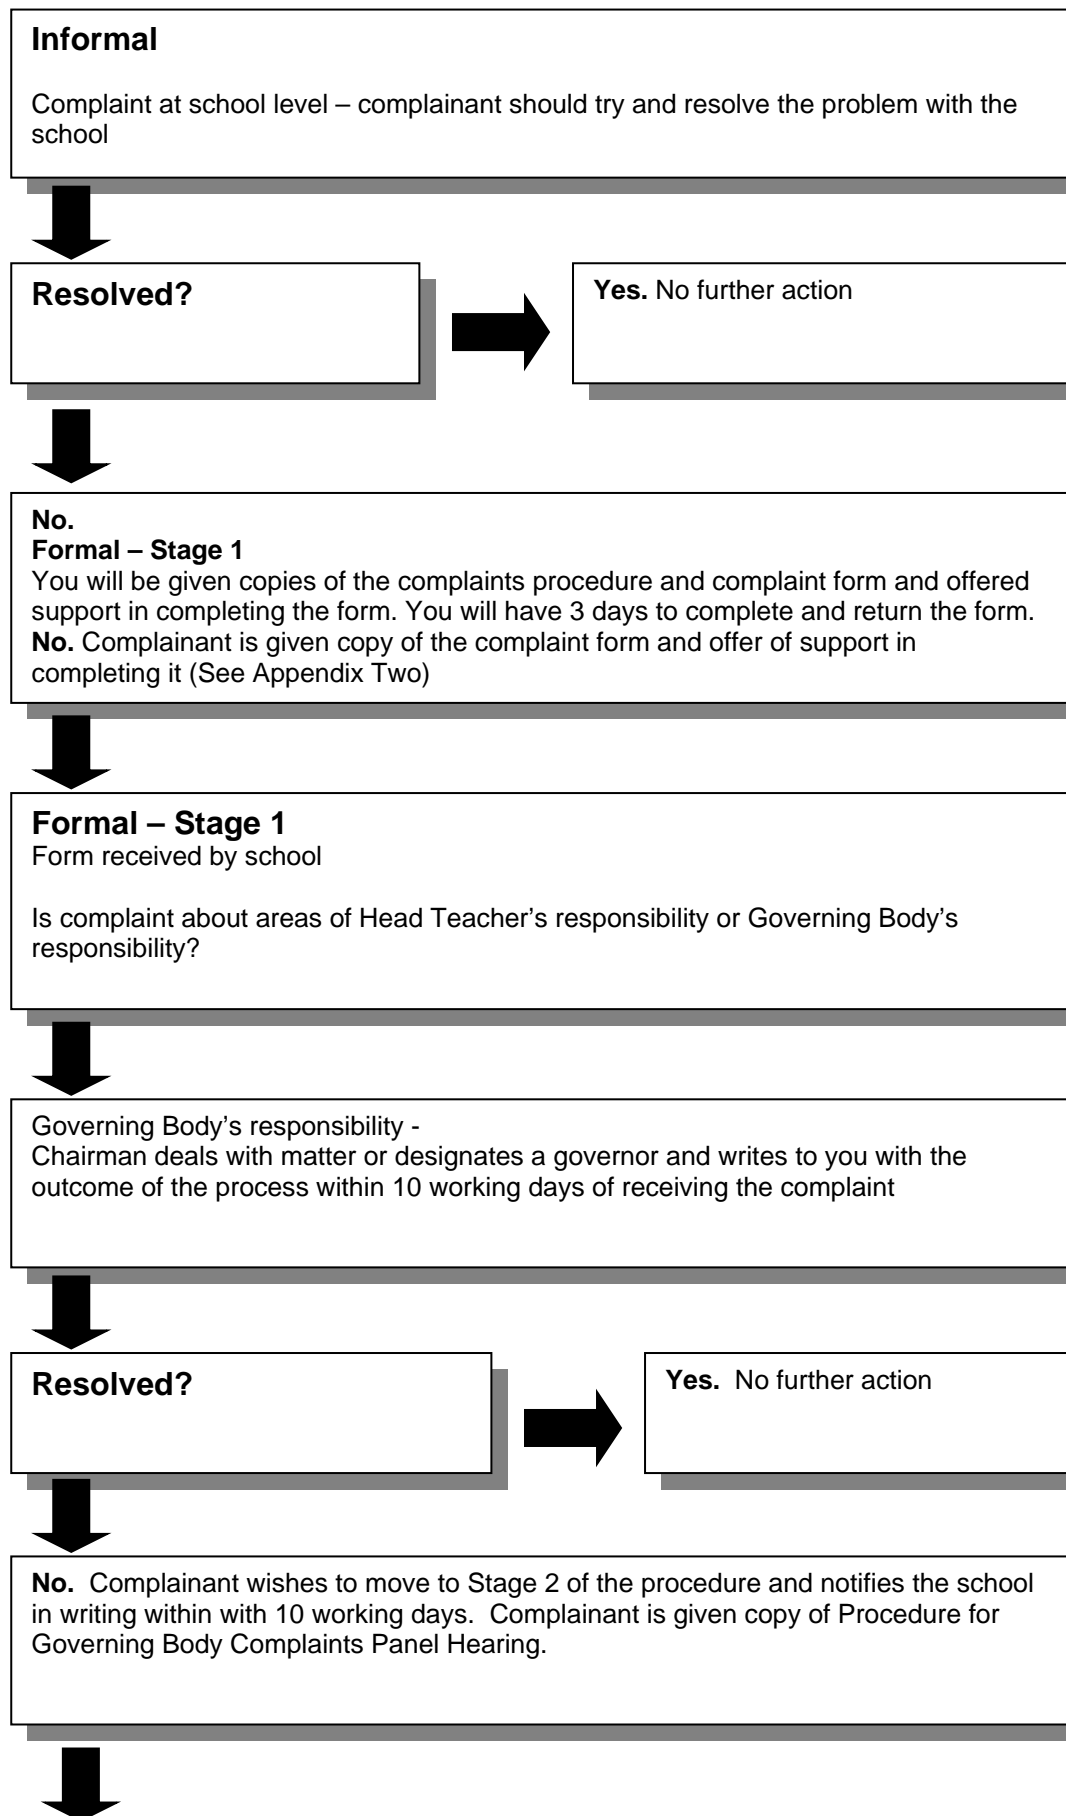 Informal
Complaint at school level – complainant should try and resolve the problem with the
school
Resolved?
Yes. No further action
No.
Formal – Stage 1
You will be given copies of the complaints procedure and complaint form and offered
support in completing the form. You will have 3 days to complete and return the form.
No. Complainant is given copy of the complaint form and offer of support in
completing it (See Appendix Two)
Formal – Stage 1
Form received by school
Is complaint about areas of Head Teacher’s responsibility or Governing Body’s
responsibility?
Governing Body’s responsibility -
Chairman deals with matter or designates a governor and writes to you with the
outcome of the process within 10 working days of receiving the complaint
Resolved?
Yes. No further action
No. Complainant wishes to move to Stage 2 of the procedure and notifies the school
in writing within with 10 working days. Complainant is given copy of Procedure for
Governing Body Complaints Panel Hearing.